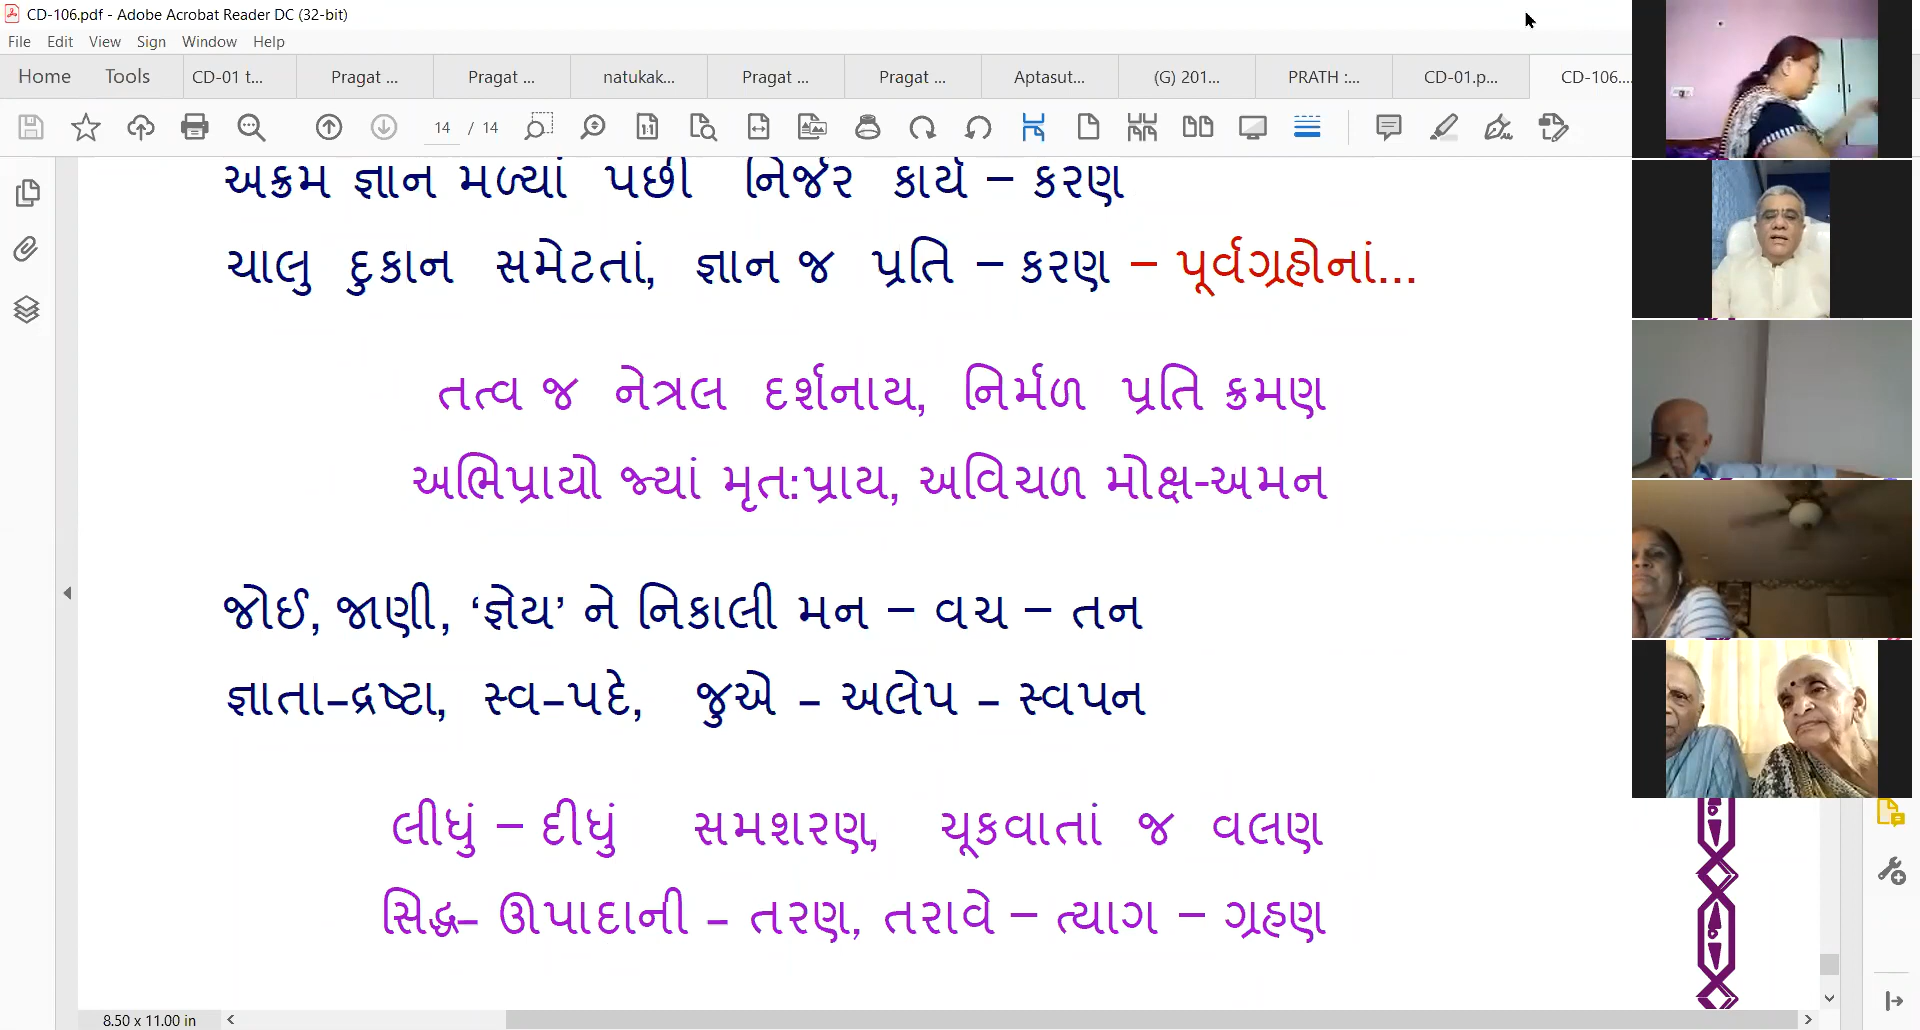 CD-106.pdf - Adobe Acrobat Reader DC (32-bit)
File Edit View Sign Window Help
Home Tools CD-01 t... Pragat ... Pragat ... natukak... Pragat ... Pragat ... Aptasut... (G) 201... PRATH :... CD-01.p... CD-106....
14 / 14
અક્રમ જ્ઞાન મળ્યાં પછી નિર્જર કાર્ય – કરણ
ચાલુ દુકાન સમેટતાં, જ્ઞાન જ પ્રતિ – કરણ – પૂર્વગ્રહોનાં...
તત્વ જ નેત્રલ દર્શનાય, નિર્મળ પ્રતિ ક્રમણ
અભિપ્રાયો જ્યાં મૃત:પ્રાય, અવિચળ મોક્ષ-અમન
જોઈ, જાણી, ‘જ્ઞેય’ ને નિકાલી મન – વચ – તન
જ્ઞાતા–દ્રષ્ટા, સ્વ–પદે, જુએ – અલેપ – સ્વપન
લીધું – દીધું સમશરણ, ચૂકવાતાં જ વલણ
સિદ્ધ– ઊપાદાની – તરણ, તરાવે – ત્યાગ – ગ્રહણ
8.50 x 11.00 in